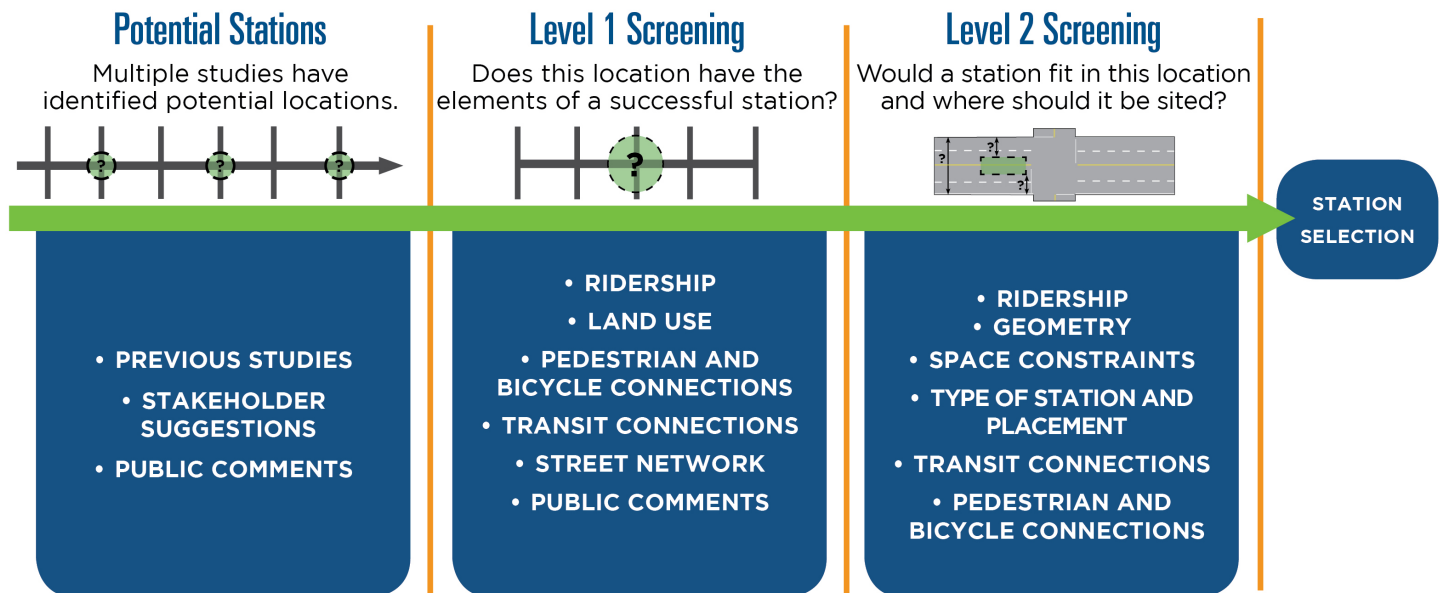 Potential Stations
Multiple studies have
identified potential locations.
? ? ?
• PREVIOUS STUDIES
• STAKEHOLDER
SUGGESTIONS
• PUBLIC COMMENTS
Level 1 Screening
Does this location have the
elements of a successful station?
?
• RIDERSHIP
• LAND USE
• PEDESTRIAN AND
BICYCLE CONNECTIONS
• TRANSIT CONNECTIONS
• STREET NETWORK
• PUBLIC COMMENTS
Level 2 Screening
Would a station fit in this location
and where should it be sited?
? ?
?
• RIDERSHIP
• GEOMETRY
• SPACE CONSTRAINTS
• TYPE OF STATION AND
PLACEMENT
• TRANSIT CONNECTIONS
• PEDESTRIAN AND
BICYCLE CONNECTIONS
STATION
SELECTION